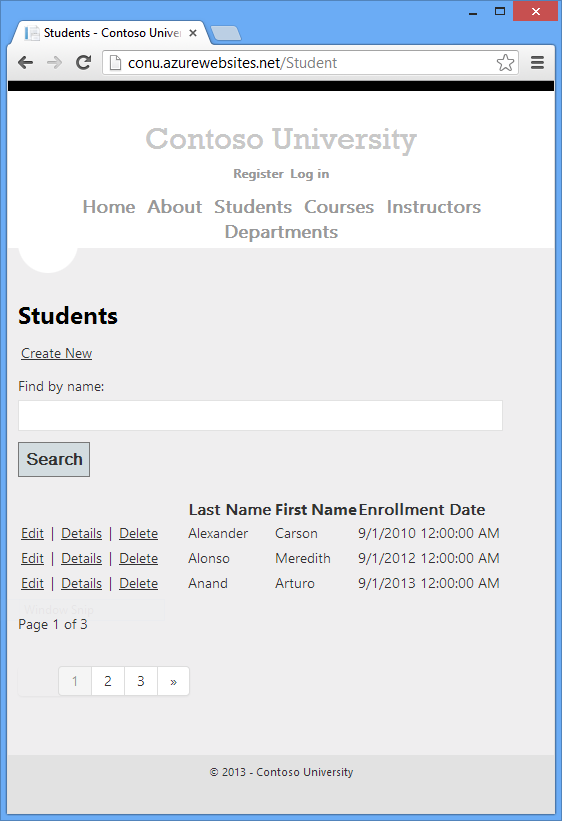 Students - Contoso Univer
conu.azurewebsites.net/Student
Contoso University
Register Log in
Home About Students Courses Instructors
Departments
Students
Create New
Find by name:
Search
Last Name First Name Enrollment Date
Edit | Details | Delete Alexander Carson 9/1/2010 12:00:00 AM
Edit | Details | Delete Alonso Meredith 9/1/2012 12:00:00 AM
Edit | Details | Delete Anand Arturo 9/1/2013 12:00:00 AM
Window Snip
Page 1 of 3
1 2 3 »
© 2013 - Contoso University